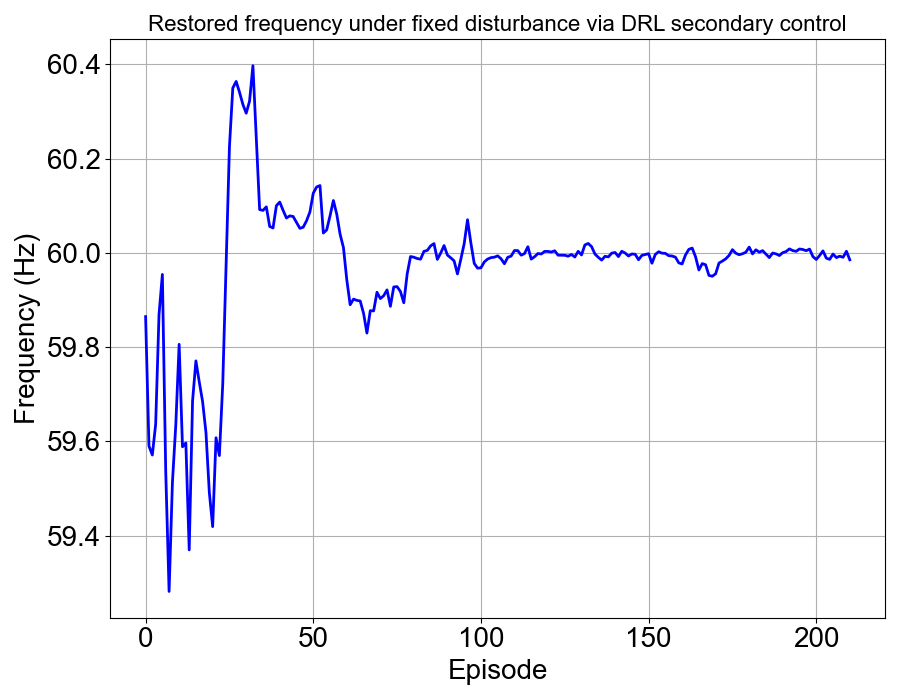 Restored frequency under fixed disturbance via DRL secondary control
60.4
60.2
60.0
59.8
59.6
59.4
Frequency (Hz)
0 50 100 150 200
Episode